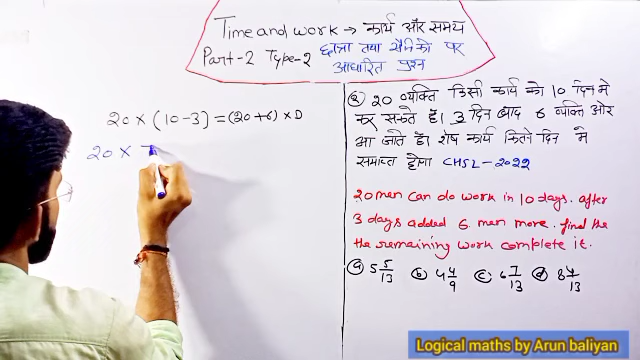 Time and work → कार्य और समय
Part-2 Type-2 छात्रा तथा सैनिको पर
आधारित प्रश्न
20 × (10-3) = (20+6) × D
20 × 7
② 20 व्यक्ति किसी कार्य को 10 दिन मे
कर सकते है। 3 दिन बाद 6 व्यक्ति और
आ जाते है। शेष कार्य कितने दिन मे
समाप्त होगा CHSL-2022
20 men can do work in 10 days. after
3 days added 6 men more. find the
the remaining work complete it.
ⓐ 5 5/13 ⓑ 4 4/9 ⓒ 6 7/13 ⓓ 8 4/13
Logical maths by Arun baliyan